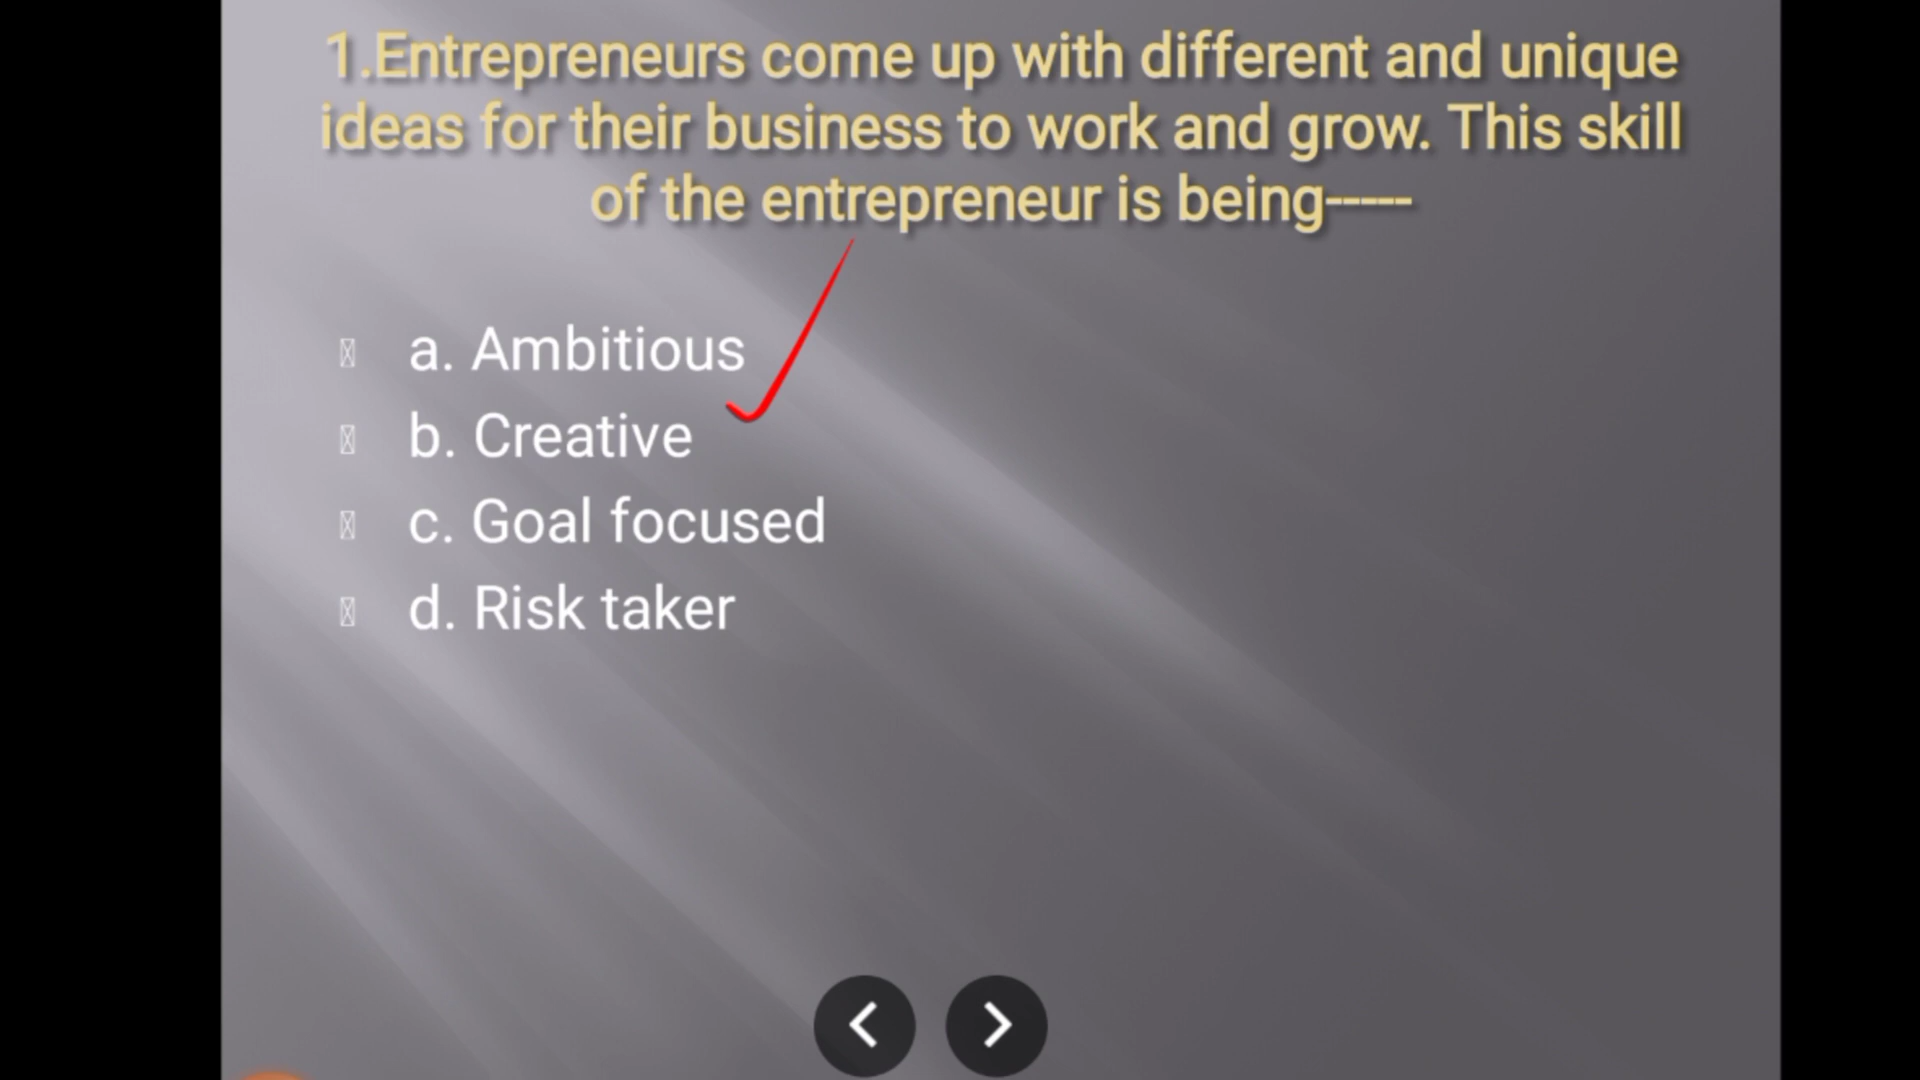 1.Entrepreneurs come up with different and unique
ideas for their business to work and grow. This skill
of the entrepreneur is being-----
a. Ambitious
b. Creative
c. Goal focused
d. Risk taker